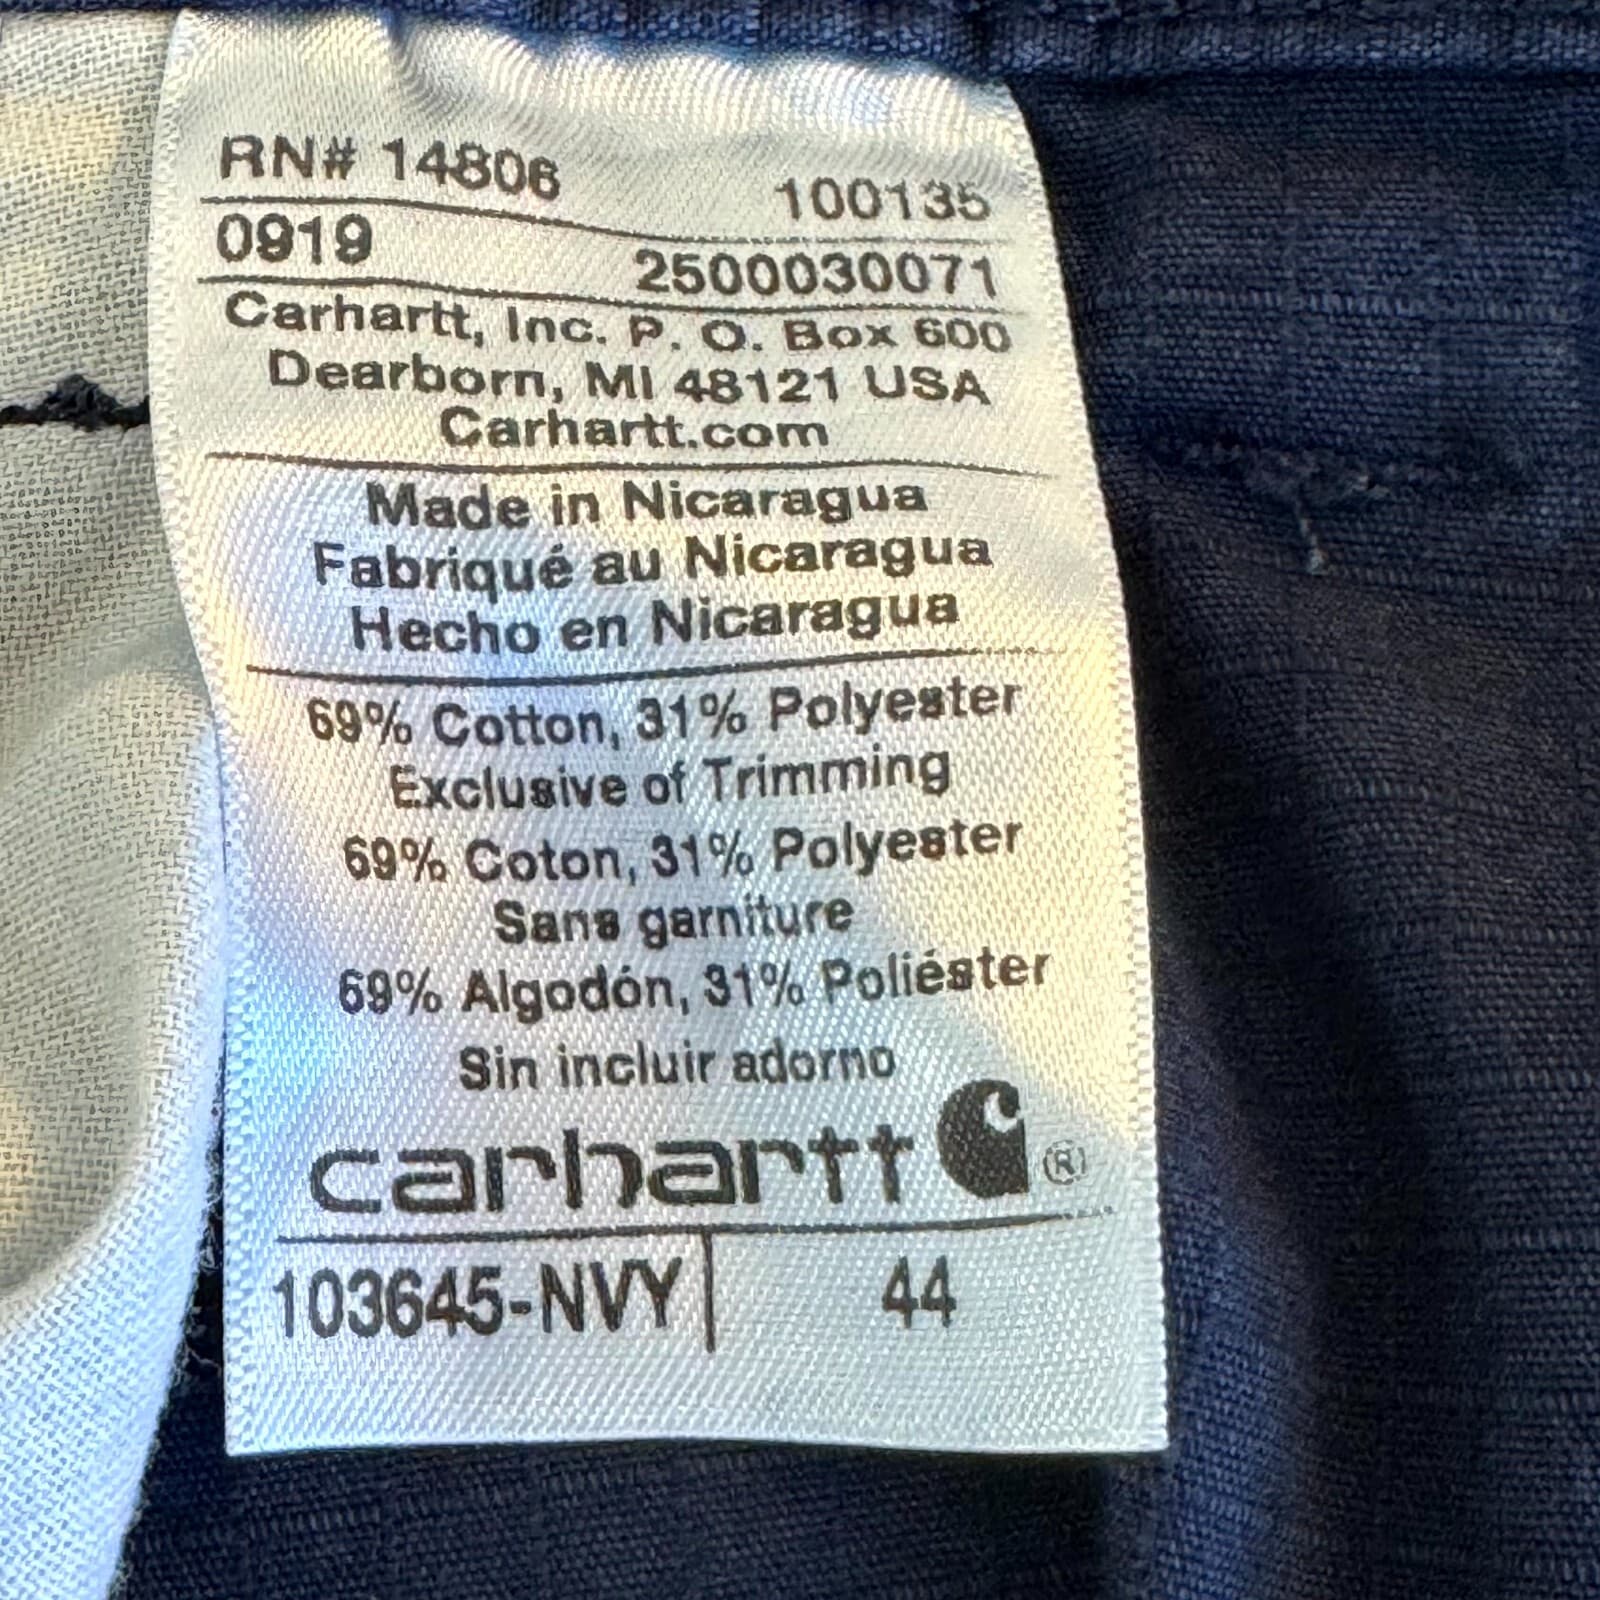 RN# 14806 100135
0919 2500030071
Carhartt, Inc. P. O. Box 600
Dearborn, MI 48121 USA
Carhartt.com
Made in Nicaragua
Fabriqué au Nicaragua
Hecho en Nicaragua
69% Cotton, 31% Polyester
Exclusive of Trimming
69% Coton, 31% Polyester
Sans garniture
69% Algodón, 31% Poliéster
Sin incluir adorno
carhartt ®
103645-NVY 44